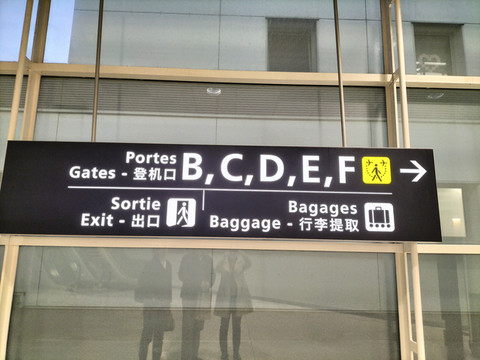 Portes
Gates - 登机口 B,C,D,E,F
Sortie
Exit - 出口
Bagages
Baggage - 行李提取